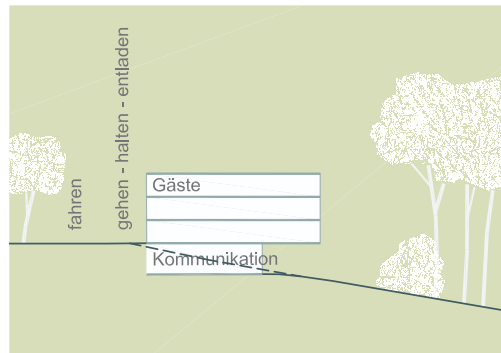 fahren
gehen - halten - entladen
Gäste
Kommunikation